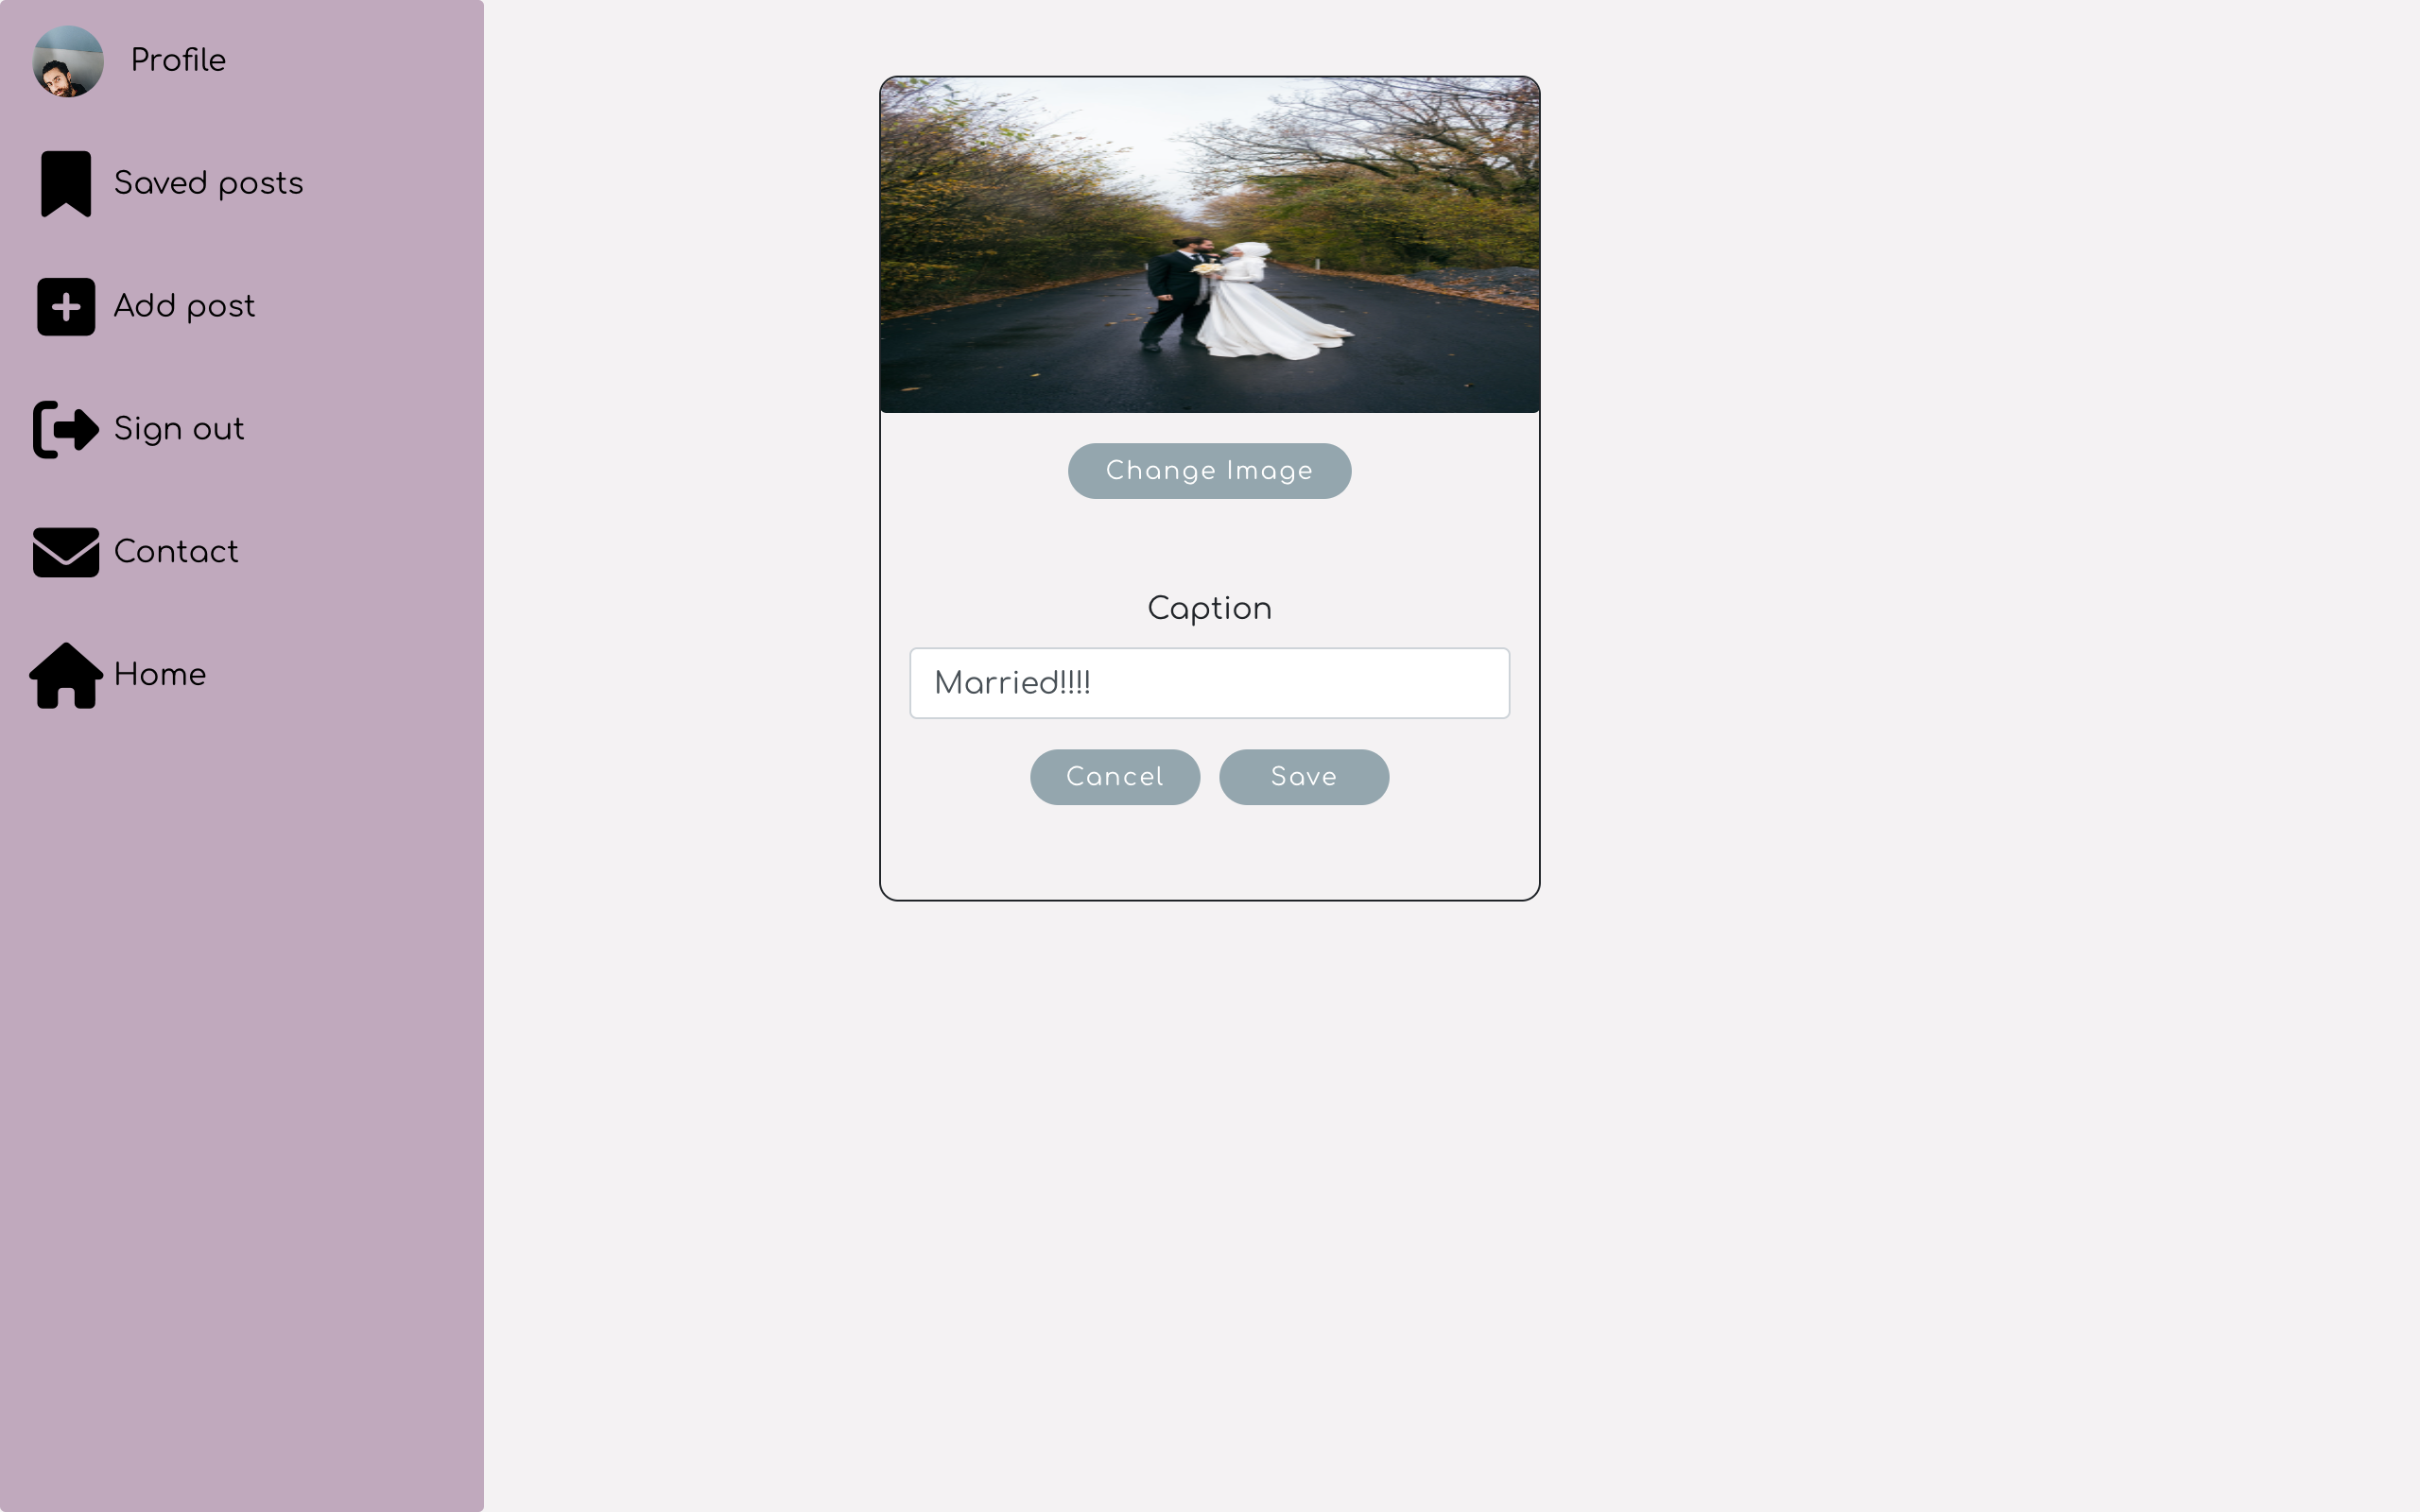 Profile
Saved posts
Add post
Sign out
Contact
Home
Change Image
Caption
Married!!!!
Cancel Save